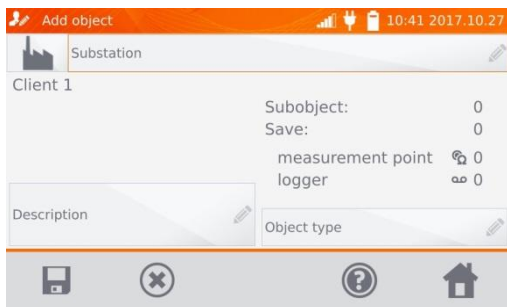 Add object
10:41 2017.10.27
Substation
Client 1
Subobject: 0
Save: 0
measurement point 0
logger 0
Description
Object type